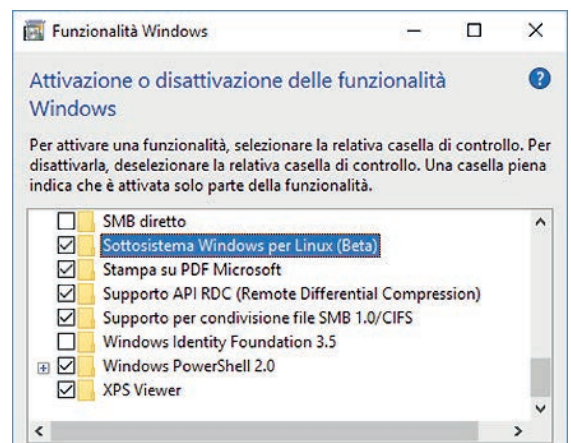 Funzionalità Windows
Attivazione o disattivazione delle funzionalità
Windows
Per attivare una funzionalità, selezionare la relativa casella di controllo. Per
disattivarla, deselezionare la relativa casella di controllo. Una casella piena
indica che è attivata solo parte della funzionalità.
SMB diretto
Sottosistema Windows per Linux (Beta)
Stampa su PDF Microsoft
Supporto API RDC (Remote Differential Compression)
Supporto per condivisione file SMB 1.0/CIFS
Windows Identity Foundation 3.5
Windows PowerShell 2.0
XPS Viewer